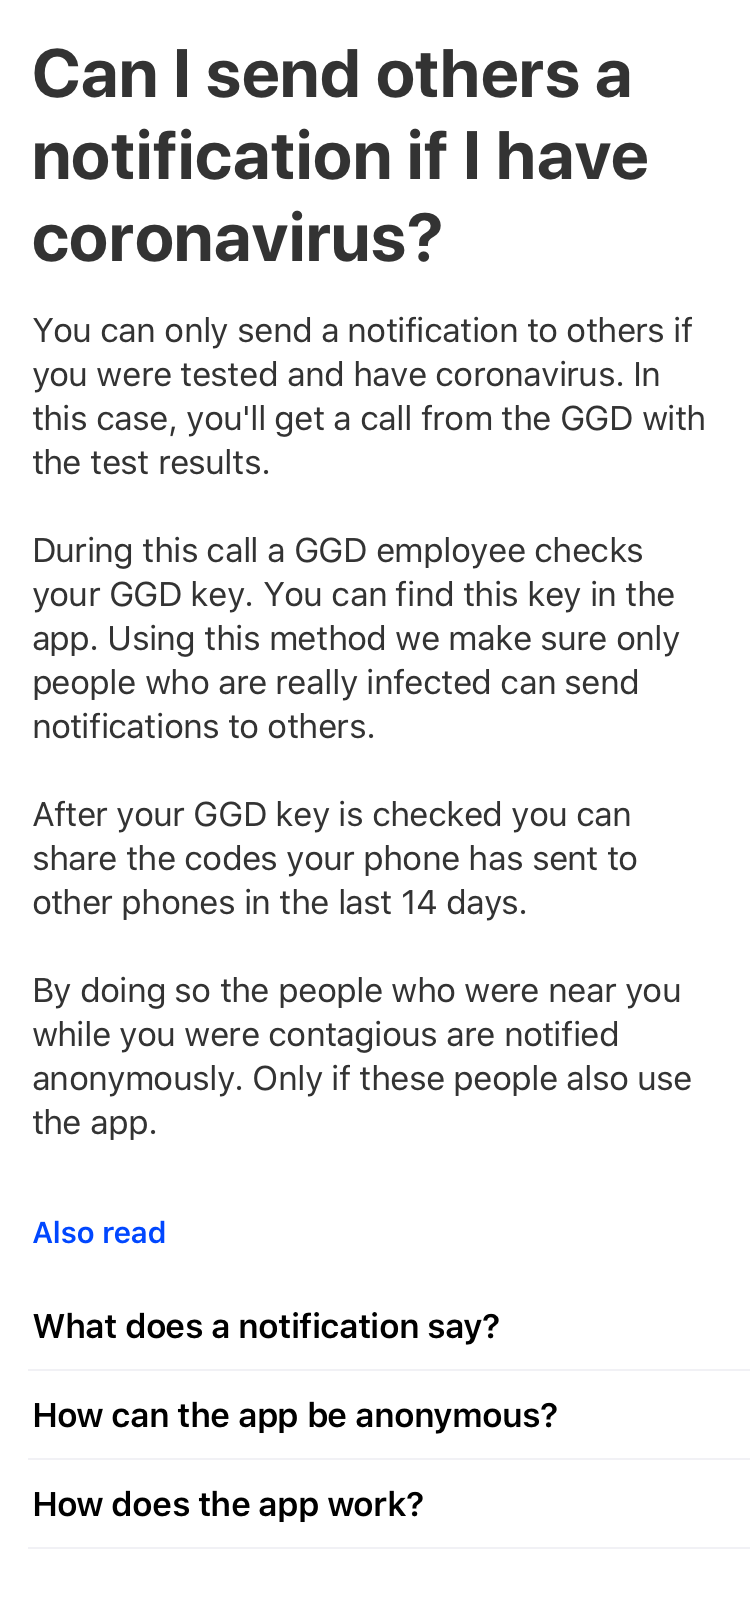 Can I send others a
notification if I have
coronavirus?
You can only send a notification to others if
you were tested and have coronavirus. In
this case, you'll get a call from the GGD with
the test results.
During this call a GGD employee checks
your GGD key. You can find this key in the
app. Using this method we make sure only
people who are really infected can send
notifications to others.
After your GGD key is checked you can
share the codes your phone has sent to
other phones in the last 14 days.
By doing so the people who were near you
while you were contagious are notified
anonymously. Only if these people also use
the app.
Also read
What does a notification say?
How can the app be anonymous?
How does the app work?